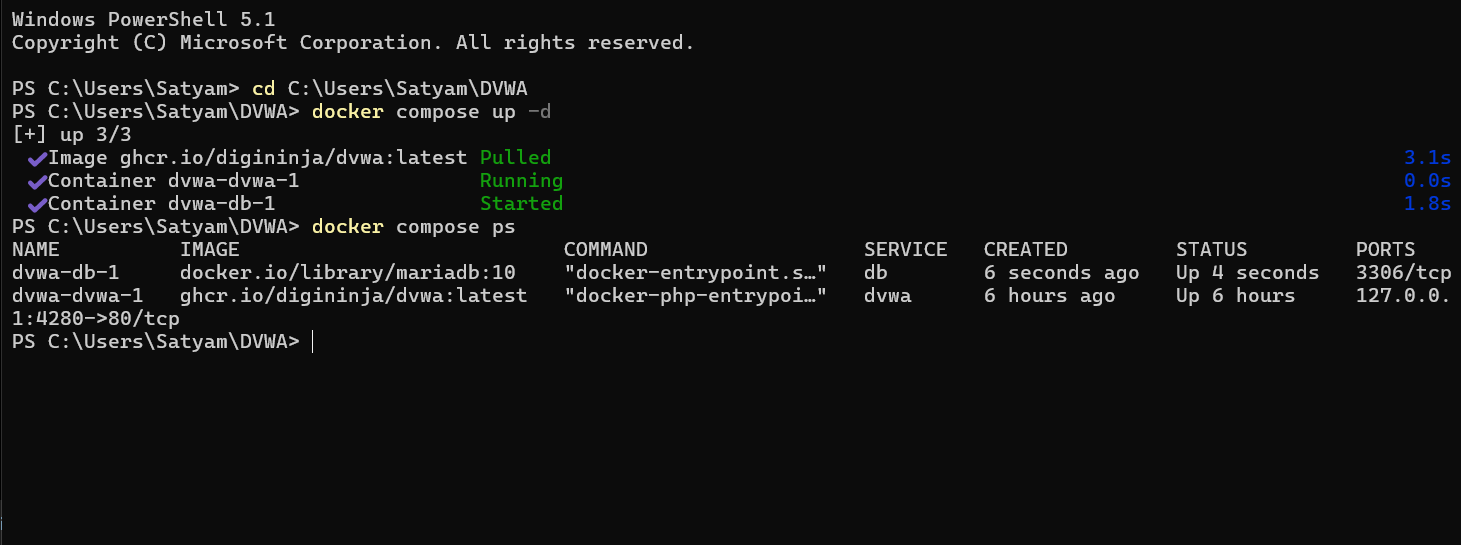 Windows PowerShell 5.1
Copyright (C) Microsoft Corporation. All rights reserved.
PS C:\Users\Satyam> cd C:\Users\Satyam\DVWA
PS C:\Users\Satyam\DVWA> docker compose up -d
[+] up 3/3
✔Image ghcr.io/digininja/dvwa:latest Pulled 3.1s
✔Container dvwa-dvwa-1 Running 0.0s
✔Container dvwa-db-1 Started 1.8s
PS C:\Users\Satyam\DVWA> docker compose ps
NAME IMAGE COMMAND SERVICE CREATED STATUS PORTS
dvwa-db-1 docker.io/library/mariadb:10 "docker-entrypoint.s…" db 6 seconds ago Up 4 seconds 3306/tcp
dvwa-dvwa-1 ghcr.io/digininja/dvwa:latest "docker-php-entrypoi…" dvwa 6 hours ago Up 6 hours 127.0.0.
1:4280->80/tcp
PS C:\Users\Satyam\DVWA>